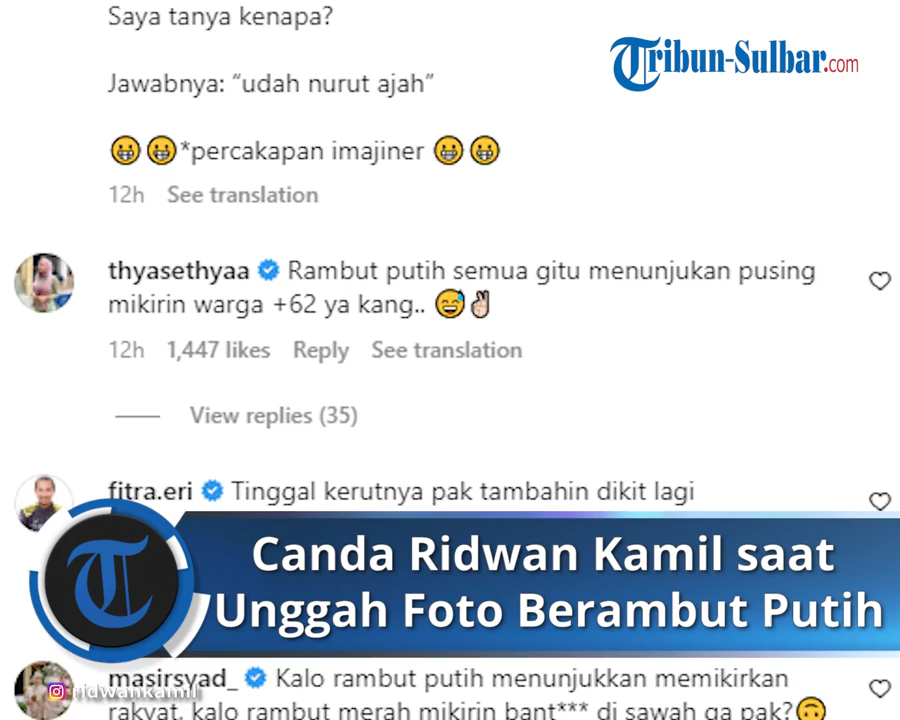 Saya tanya kenapa?
Tribun-Sulbar.com
Jawabnya: “udah nurut ajah”
😬😬*percakapan imajiner 😬😬
12h See translation
thyasethyaa Rambut putih semua gitu menunjukan pusing
mikirin warga +62 ya kang.. 😅✌🏻
12h 1,447 likes Reply See translation
View replies (35)
fitra.eri Tinggal kerutnya pak tambahin dikit lagi
Canda Ridwan Kamil saat
Unggah Foto Berambut Putih
masirsyad_ Kalo rambut putih menunjukkan memikirkan
ridwankamil
rakyat, kalo rambut merah mikirin bant*** di sawah ga pak?🙃